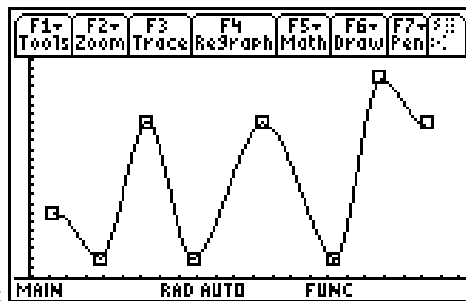 F1▾ F2▾ F3 F4 F5▾ F6▾ F7▾
Tools Zoom Trace ReGraph Math Draw Pen
MAIN RAD AUTO FUNC